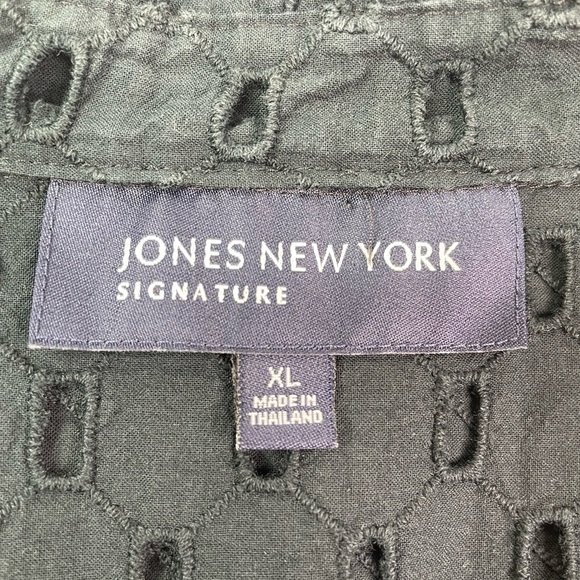 JONES NEW YORK
SIGNATURE
XL
MADE IN
THAILAND